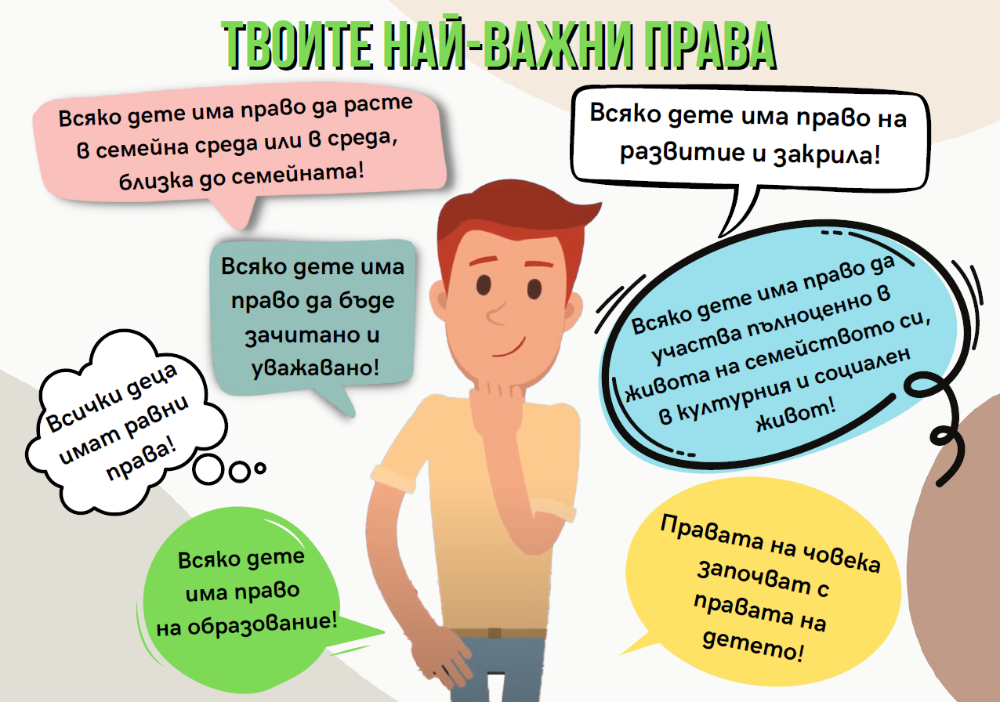 ТВОИТЕ НАЙ-ВАЖНИ ПРАВА
Всяко дете има право да расте
в семейна среда или в среда,
близка до семейната!
Всяко дете има право на
развитие и закрила!
Всяко дете има
право да бъде
зачитано и
уважавано!
Всяко дете има право да
участва пълноценно в
живота на семейството си,
в културния и социален
живот!
Всички деца
имат равни
права!
Всяко дете
има право
на образование!
Правата на човека
започват с
правата на
детето!